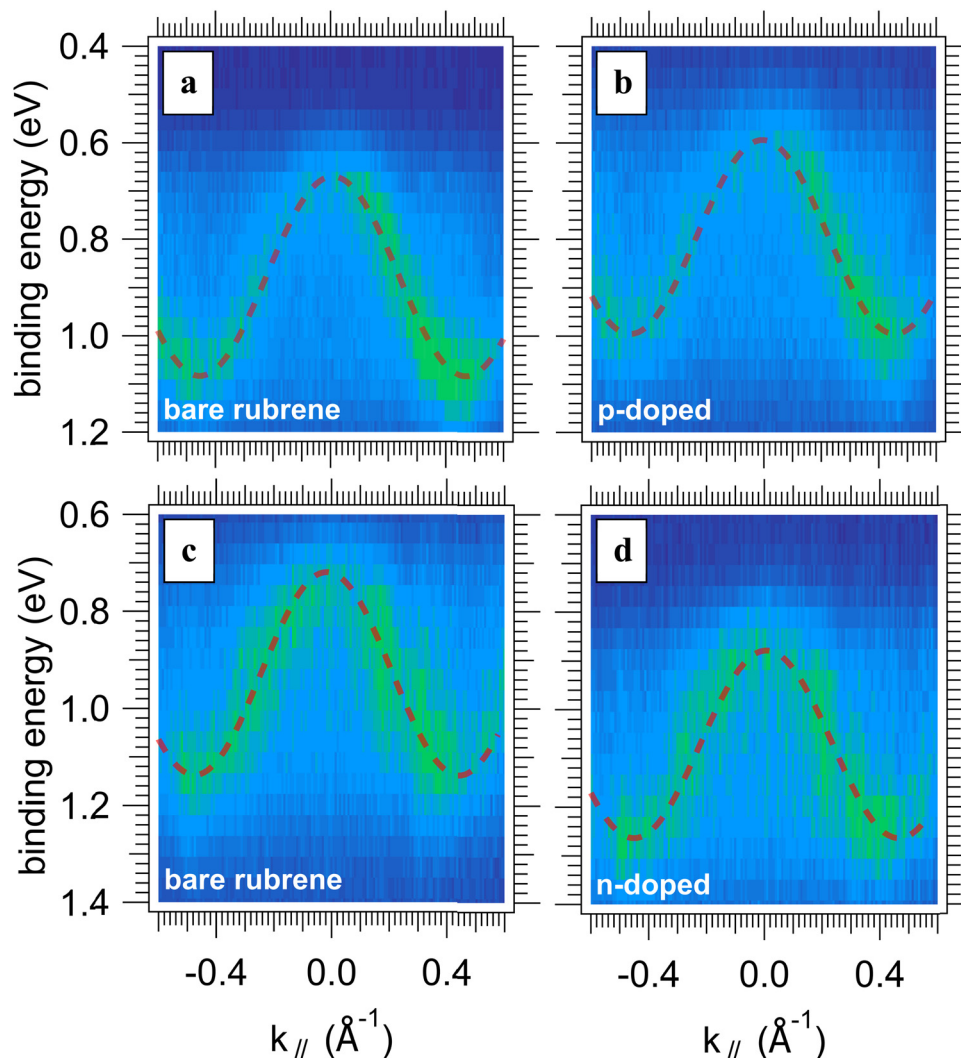 a
b
0.4
0.6
0.8
1.0
1.2
binding energy (eV)
bare rubrene
p-doped
c
d
0.6
0.8
1.0
1.2
1.4
binding energy (eV)
bare rubrene
n-doped
-0.4 0.0 0.4
-0.4 0.0 0.4
k// (Å⁻¹)
k// (Å⁻¹)